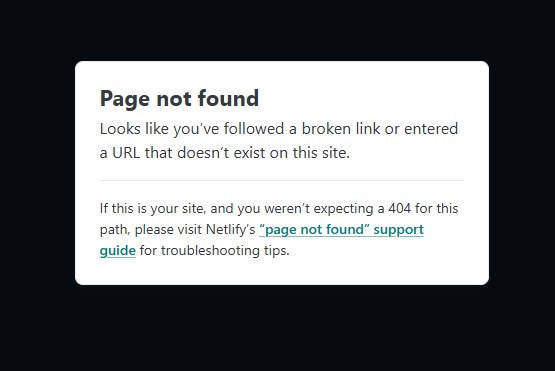 Page not found
Looks like you’ve followed a broken link or entered
a URL that doesn’t exist on this site.
If this is your site, and you weren’t expecting a 404 for this
path, please visit Netlify’s “page not found” support
guide for troubleshooting tips.